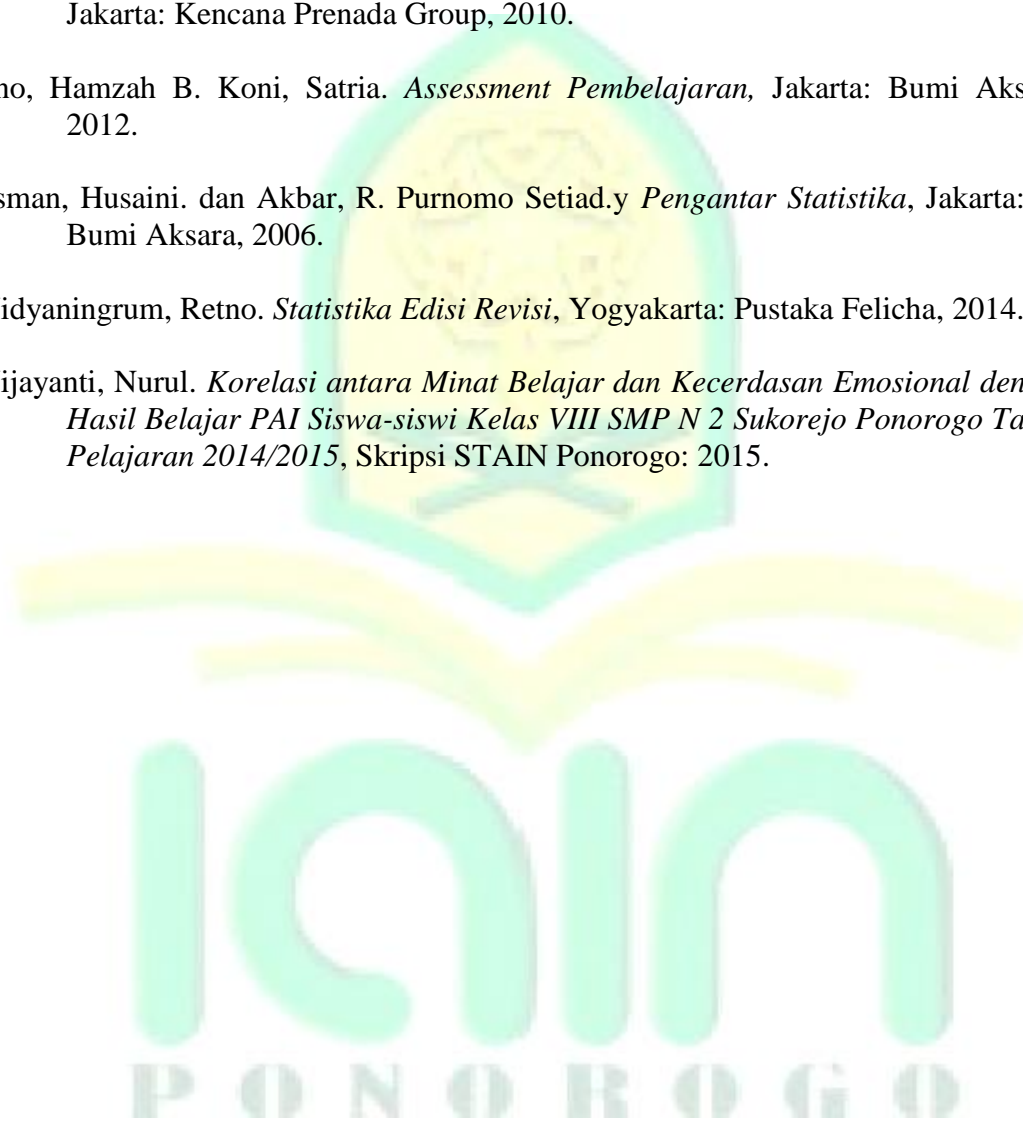 Jakarta: Kencana Prenada Group, 2010.
no, Hamzah B. Koni, Satria. Assessment Pembelajaran, Jakarta: Bumi Aks
2012.
sman, Husaini. dan Akbar, R. Purnomo Setiad.y Pengantar Statistika, Jakarta:
Bumi Aksara, 2006.
idyaningrum, Retno. Statistika Edisi Revisi, Yogyakarta: Pustaka Felicha, 2014.
ijayanti, Nurul. Korelasi antara Minat Belajar dan Kecerdasan Emosional den
Hasil Belajar PAI Siswa-siswi Kelas VIII SMP N 2 Sukorejo Ponorogo Ta
Pelajaran 2014/2015, Skripsi STAIN Ponorogo: 2015.
iain
PONOROGO